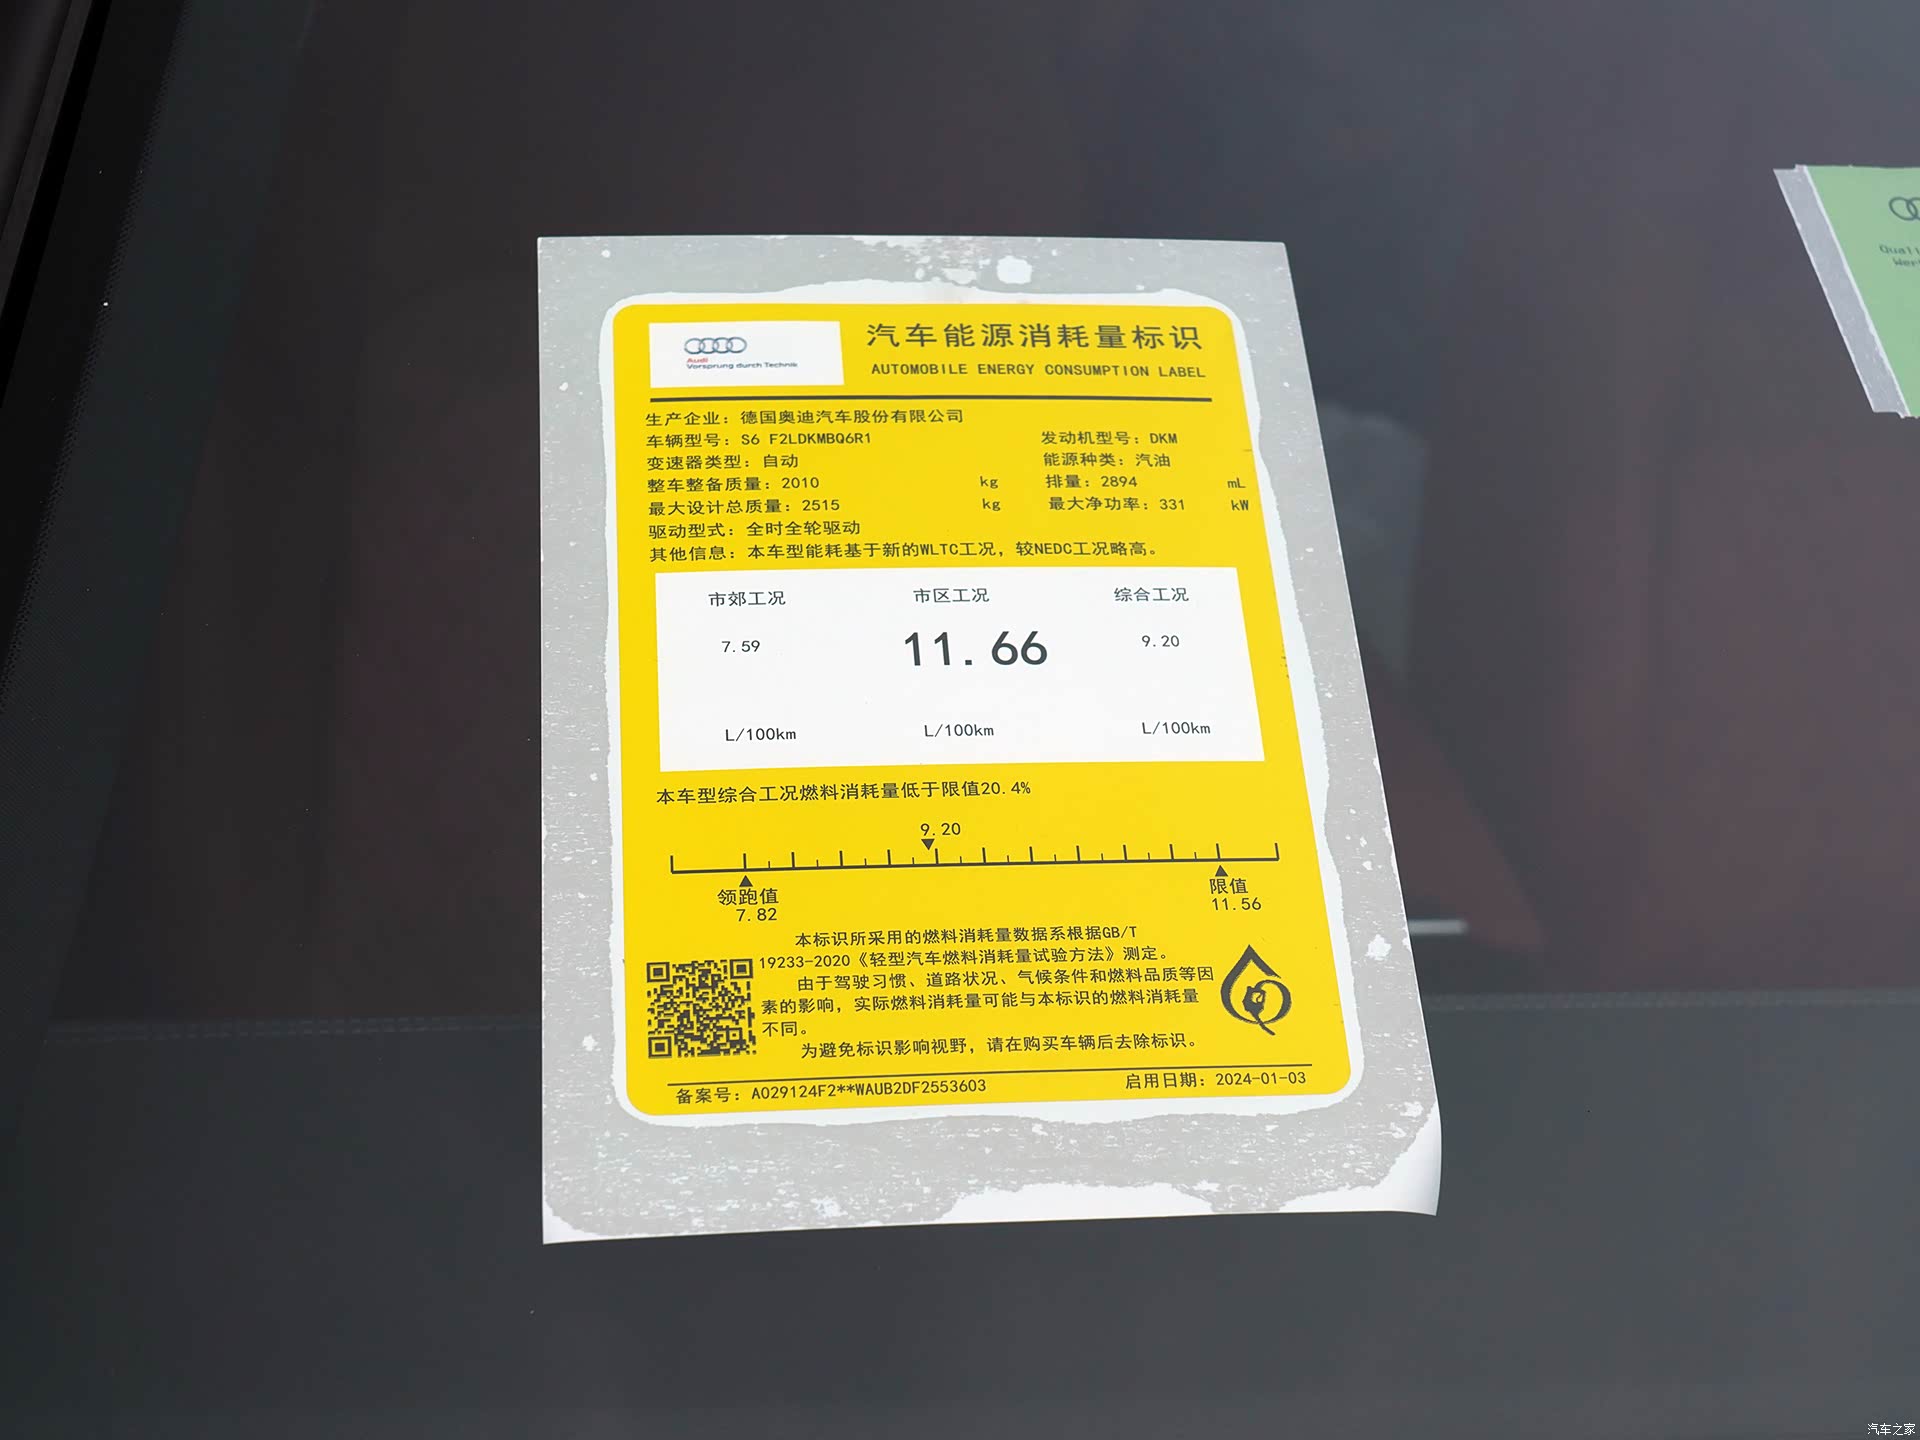 Audi
Vorsprung durch Technik
汽车能源消耗量标识
AUTOMOBILE ENERGY CONSUMPTION LABEL
生产企业：德国奥迪汽车股份有限公司
车辆型号：S6 F2LDKMBQ6R1 发动机型号：DKM
变速器类型：自动 能源种类：汽油
整车整备质量：2010 kg 排量：2894 mL
最大设计总质量：2515 kg 最大净功率：331 kW
驱动型式：全时全轮驱动
其他信息：本车型能耗基于新的WLTC工况，较NEDC工况略高。
市郊工况 市区工况 综合工况
7.59 11.66 9.20
L/100km L/100km L/100km
本车型综合工况燃料消耗量低于限值20.4%
9.20
领跑值 限值
7.82 11.56
本标识所采用的燃料消耗量数据系根据GB/T
19233-2020《轻型汽车燃料消耗量试验方法》测定。
由于驾驶习惯、道路状况、气候条件和燃料品质等因
素的影响，实际燃料消耗量可能与本标识的燃料消耗量
不同。
为避免标识影响视野，请在购买车辆后去除标识。
备案号：A029124F2**WAUB2DF2553603 启用日期：2024-01-03
汽车之家